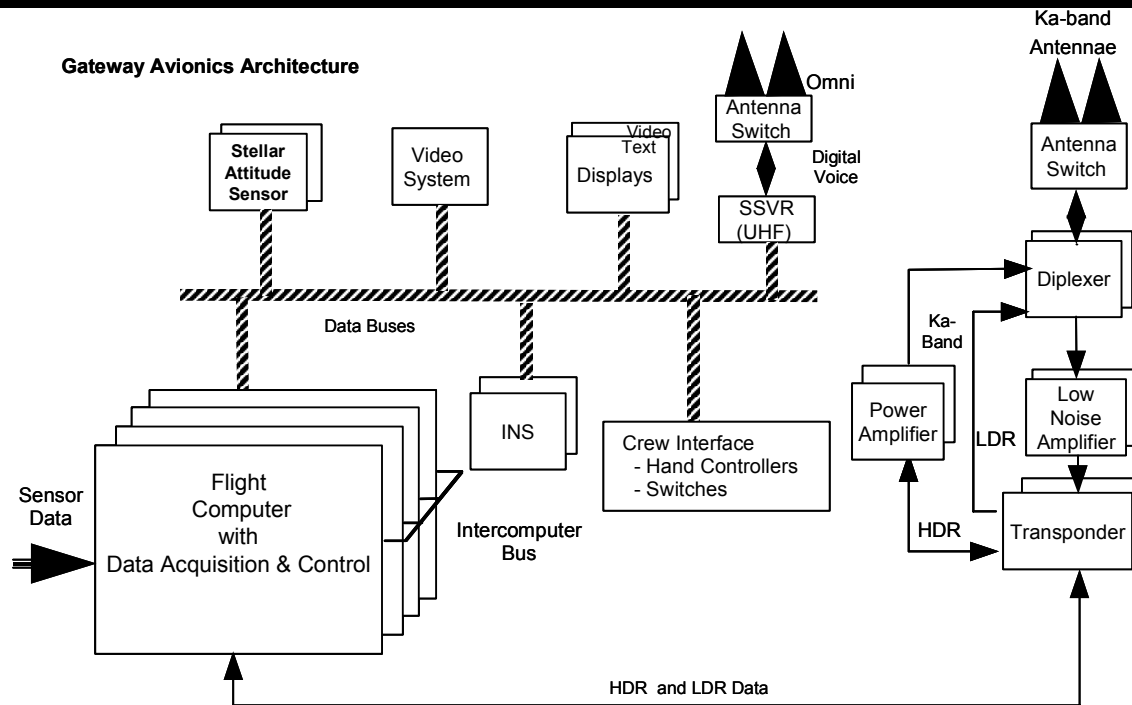 Gateway Avionics Architecture
Stellar
Attitude
Sensor
Video
System
Video
Text
Displays
Omni
Antenna
Switch
Digital
Voice
SSVR
(UHF)
Ka-band
Antennae
Antenna
Switch
Diplexer
Data Buses
Ka-
Band
INS
Power
Amplifier
Low
Noise
Amplifier
LDR
Crew Interface
- Hand Controllers
- Switches
Flight
Computer
with
Data Acquisition & Control
Sensor
Data
Intercomputer
Bus
HDR
Transponder
HDR and LDR Data